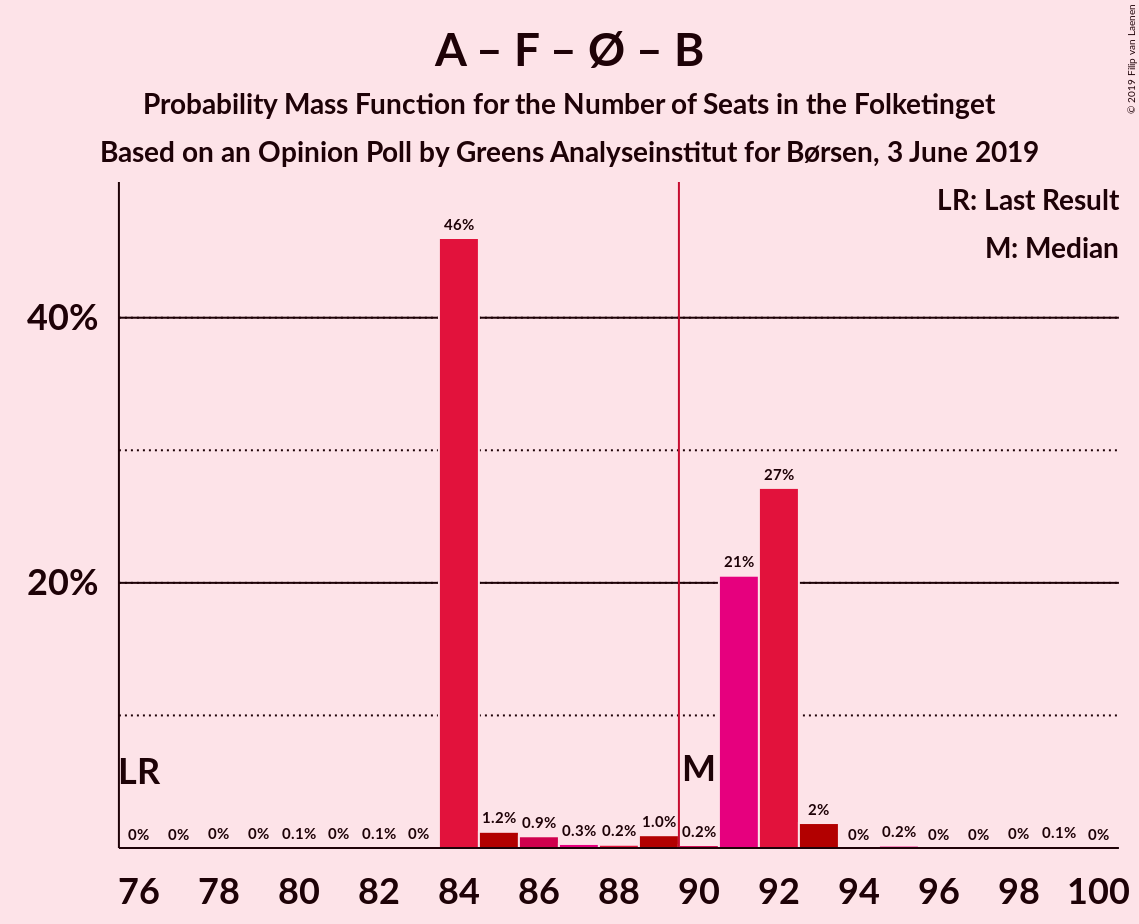 A – F – Ø – B
Probability Mass Function for the Number of Seats in the Folketinget
Based on an Opinion Poll by Greens Analyseinstitut for Børsen, 3 June 2019
© 2019 Filip van Laenen
LR: Last Result
M: Median
46%
40%
27%
21%
20%
LR
M
0% 0% 0% 0% 0.1% 0% 0.1% 0% 1.2% 0.9% 0.3% 0.2% 1.0% 0.2% 2% 0% 0.2% 0% 0% 0% 0.1% 0%
76 78 80 82 84 86 88 90 92 94 96 98 100